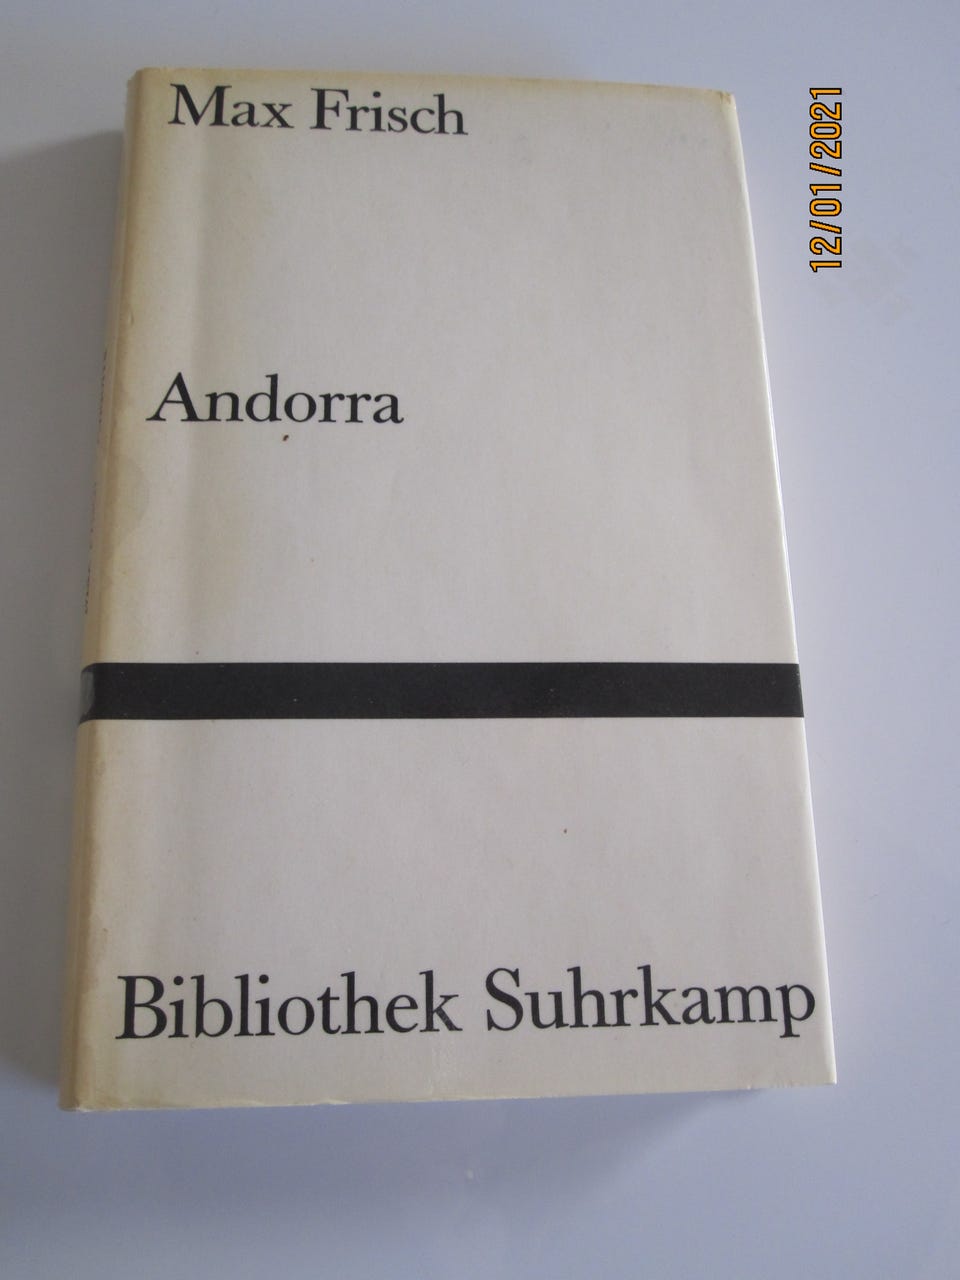 Max Frisch
Andorra
Bibliothek Suhrkamp
12/01/2021